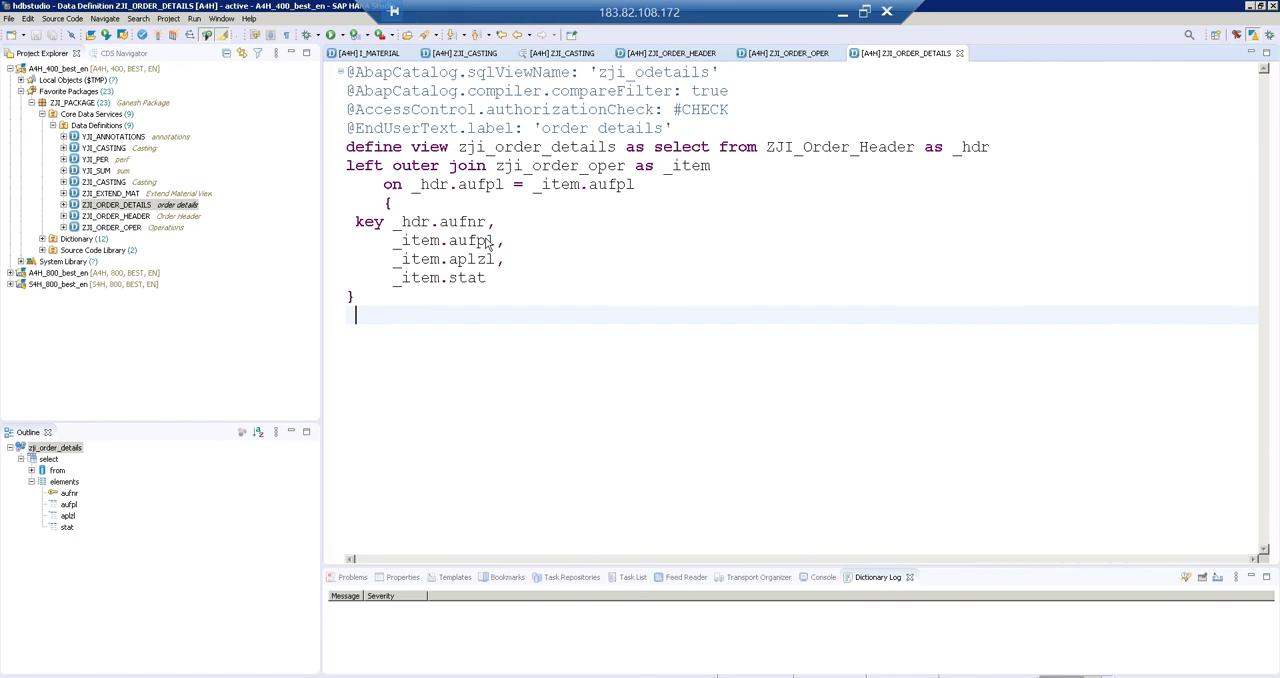 hdbstudio - Data Definition ZJI_ORDER_DETAILS [A4H] - active - A4H_400_best_en - SAP HANA Stu
183.82.108.172
File Edit Source Code Navigate Search Project Run Window Help
Project Explorer CDS Navigator
A4H_400_best_en [A4H, 400, BEST, EN]
Local Objects ($TMP) (?)
Favorite Packages (23)
ZJI_PACKAGE (23) Ganesh Package
Core Data Services (9)
Data Definitions (9)
YJI_ANNOTATIONS annotations
YJI_CASTING Casting
YJI_PER perf
YJI_SUM sum
ZJI_CASTING Casting
ZJI_EXTEND_MAT Extend Material View
ZJI_ORDER_DETAILS order details
ZJI_ORDER_HEADER Order Header
ZJI_ORDER_OPER Operations
Dictionary (12)
Source Code Library (2)
System Library (?)
A4H_800_best_en [A4H, 800, BEST, EN]
S4H_800_best_en [S4H, 800, BEST, EN]
[A4H] I_MATERIAL [A4H] ZJI_CASTING [A4H] ZJI_CASTING [A4H] ZJI_ORDER_HEADER [A4H] ZJI_ORDER_OPER [A4H] ZJI_ORDER_DETAILS
@AbapCatalog.sqlViewName: 'zji_odetails'
@AbapCatalog.compiler.compareFilter: true
@AccessControl.authorizationCheck: #CHECK
@EndUserText.label: 'order details'
define view zji_order_details as select from ZJI_Order_Header as _hdr
left outer join zji_order_oper as _item
on _hdr.aufpl = _item.aufpl
{
key _hdr.aufnr,
_item.aufpl,
_item.aplzl,
_item.stat
}
Outline
zji_order_details
select
from
elements
aufnr
aufpl
aplzl
stat
Problems Properties Templates Bookmarks Task Repositories Task List Feed Reader Transport Organizer Console Dictionary Log
Message Severity